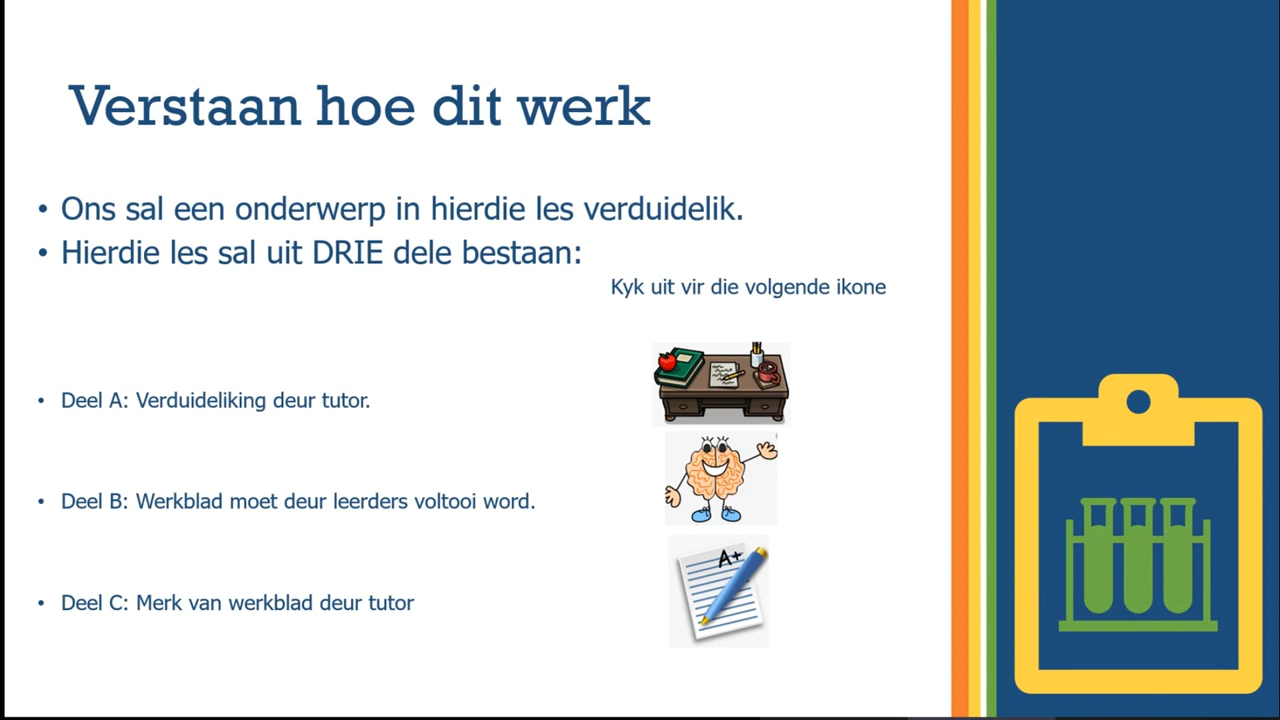 Verstaan hoe dit werk
• Ons sal een onderwerp in hierdie les verduidelik.
• Hierdie les sal uit DRIE dele bestaan:
Kyk uit vir die volgende ikone
• Deel A: Verduideliking deur tutor.
• Deel B: Werkblad moet deur leerders voltooi word.
• Deel C: Merk van werkblad deur tutor
A+